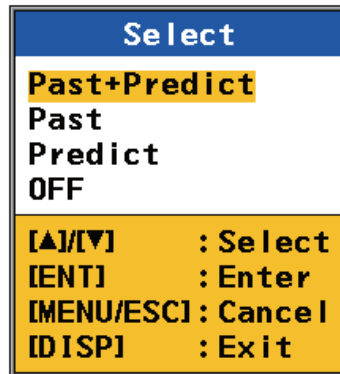 Select
Past+Predict
Past
Predict
OFF
[▲]/[▼] :Select
[ENT] :Enter
[MENU/ESC]:Cancel
[DISP] :Exit